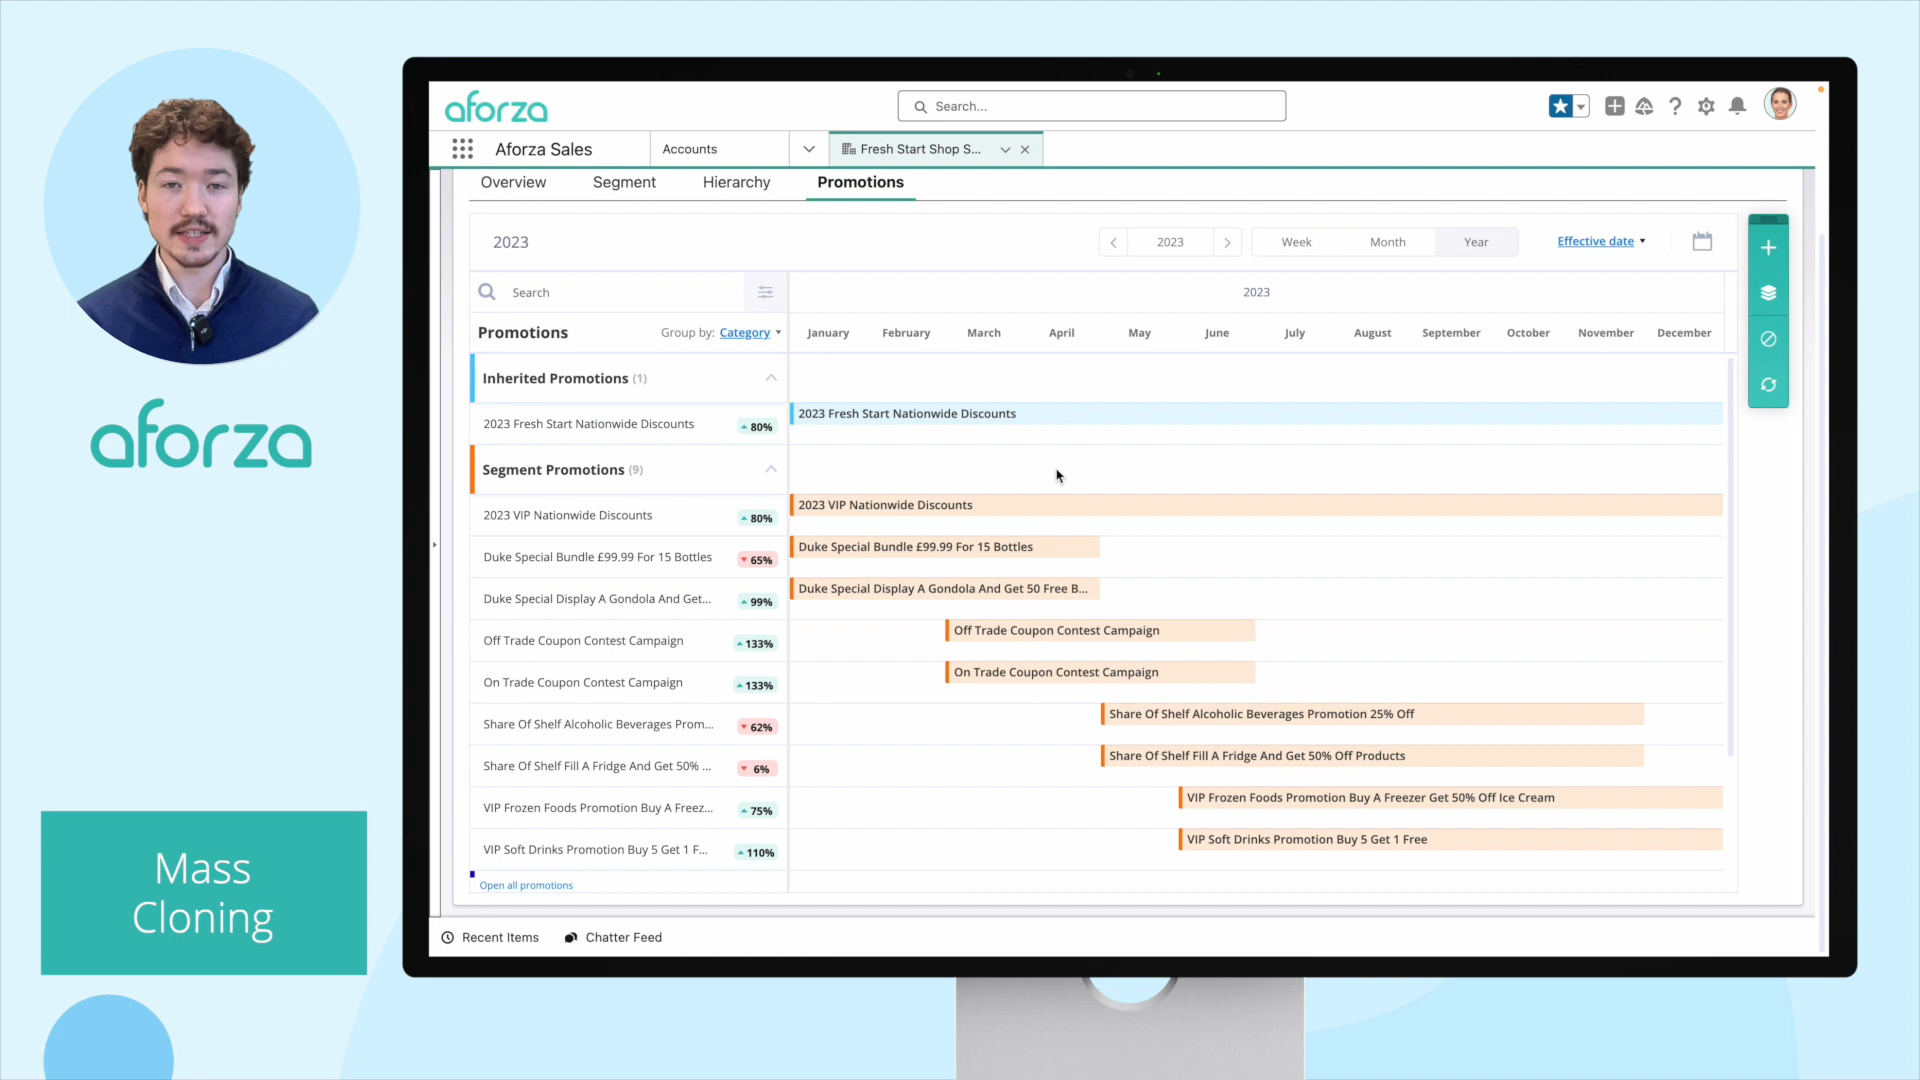 aforza
Mass
Cloning
aforza
Search...
Aforza Sales
Accounts
Fresh Start Shop S...
Overview
Segment
Hierarchy
Promotions
2023
2023
Week
Month
Year
Effective date
Search
2023
Promotions
Group by: Category
January
February
March
April
May
June
July
August
September
October
November
December
Inherited Promotions (1)
2023 Fresh Start Nationwide Discounts
80%
2023 Fresh Start Nationwide Discounts
Segment Promotions (9)
2023 VIP Nationwide Discounts
80%
2023 VIP Nationwide Discounts
Duke Special Bundle £99.99 For 15 Bottles
65%
Duke Special Bundle £99.99 For 15 Bottles
Duke Special Display A Gondola And Get...
99%
Duke Special Display A Gondola And Get 50 Free B...
Off Trade Coupon Contest Campaign
133%
Off Trade Coupon Contest Campaign
On Trade Coupon Contest Campaign
133%
On Trade Coupon Contest Campaign
Share Of Shelf Alcoholic Beverages Prom...
62%
Share Of Shelf Alcoholic Beverages Promotion 25% Off
Share Of Shelf Fill A Fridge And Get 50% ...
6%
Share Of Shelf Fill A Fridge And Get 50% Off Products
VIP Frozen Foods Promotion Buy A Freez...
75%
VIP Frozen Foods Promotion Buy A Freezer Get 50% Off Ice Cream
VIP Soft Drinks Promotion Buy 5 Get 1 F...
110%
VIP Soft Drinks Promotion Buy 5 Get 1 Free
Open all promotions
Recent Items
Chatter Feed